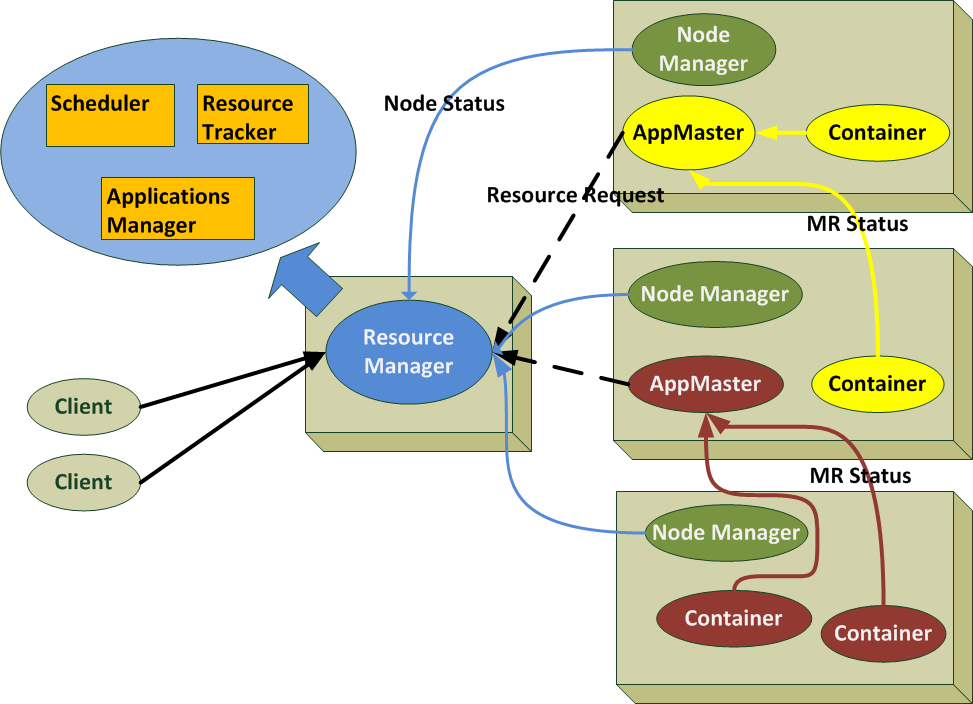 Scheduler
Resource
Tracker
Applications
Manager
Node Status
Resource Request
Resource
Manager
Client
Client
Node
Manager
AppMaster
Container
MR Status
Node Manager
AppMaster
Container
MR Status
Node Manager
Container
Container